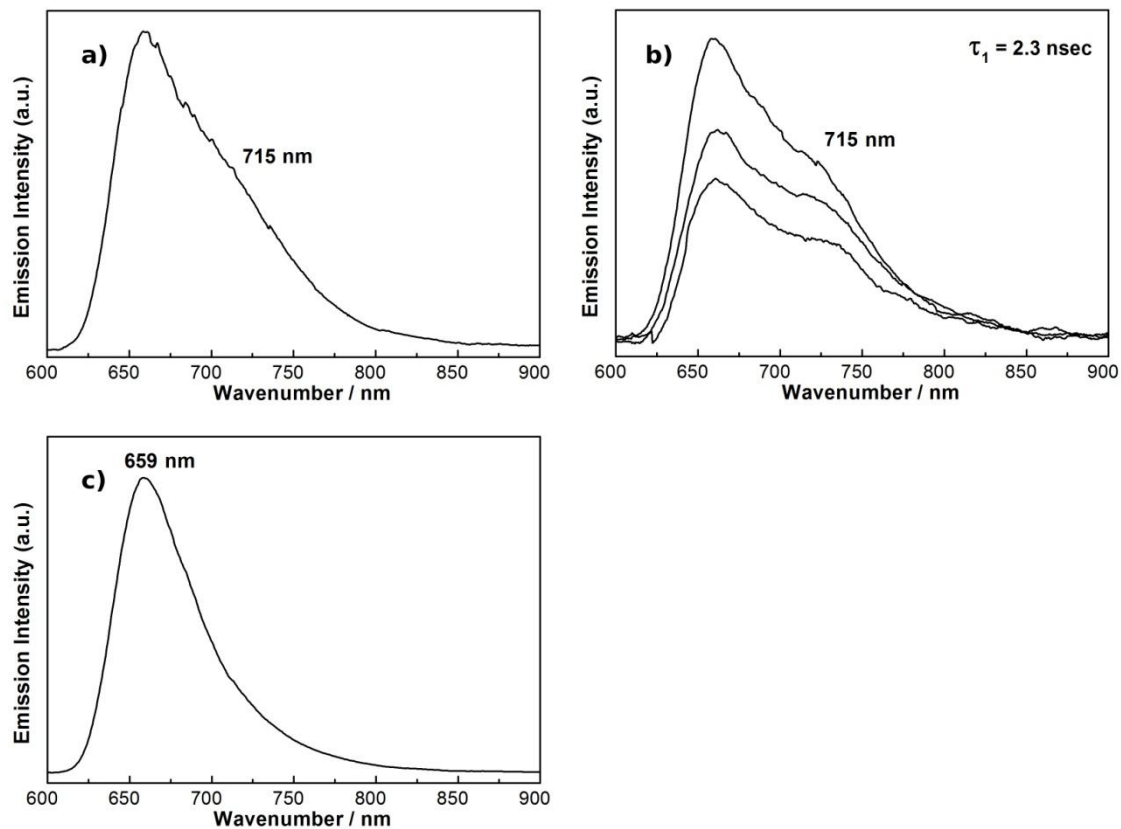 a)
715 nm
Emission Intensity (a.u.)
600 650 700 750 800 850 900
Wavenumber / nm
b)
τ1 = 2.3 nsec
715 nm
Emission Intensity (a.u.)
600 650 700 750 800 850 900
Wavenumber / nm
659 nm
c)
Emission Intensity (a.u.)
600 650 700 750 800 850 900
Wavenumber / nm